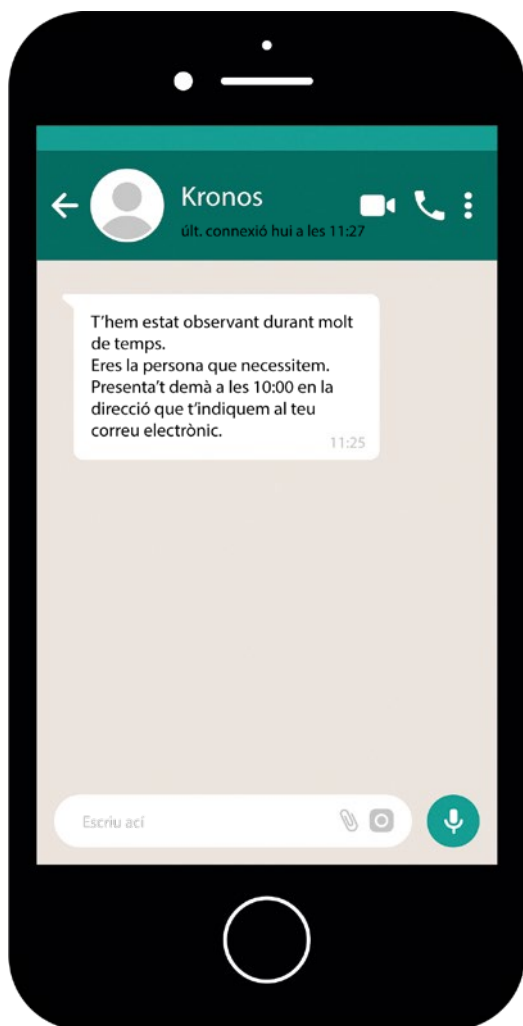 Kronos
últ. connexió hui a les 11:27
T'hem estat observant durant molt
de temps.
Eres la persona que necessitem.
Presenta't demà a les 10:00 en la
direcció que t'indiquem al teu
correu electrònic.
11:25
Escriu ací